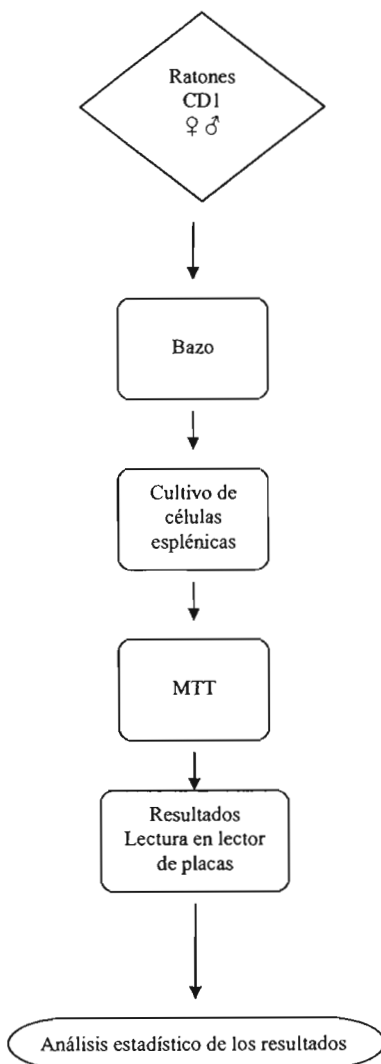 Ratones
CD1
♀ ♂
Bazo
Cultivo de
células
esplénicas
MTT
Resultados
Lectura en lector
de placas
Análisis estadístico de los resultados